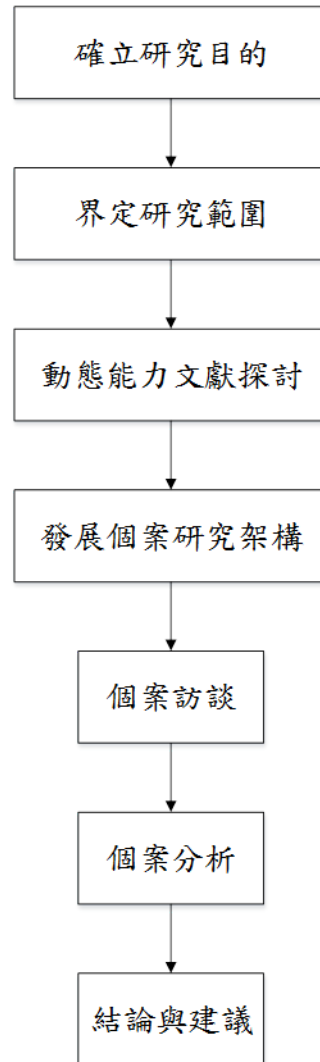 確立研究目的
界定研究範圍
動態能力文獻探討
發展個案研究架構
個案訪談
個案分析
結論與建議